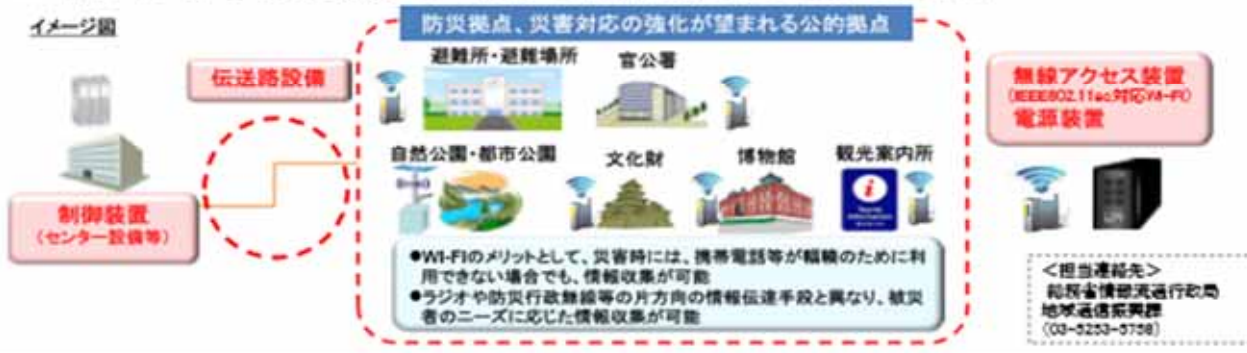 イメージ図
防災拠点、災害対応の強化が望まれる公的拠点
伝送路設備
避難所・避難場所
官公署
無線アクセス装置
(IEEE802.11ac対応Wi-Fi)
電源装置
自然公園・都市公園
文化財
博物館
観光案内所
制御装置
(センター設備等)
i
Tourist
Information
●Wi-Fiのメリットとして、災害時には、携帯電話等が輻輳のために利
用できない場合でも、情報収集が可能
●ラジオや防災行政無線等の片方向の情報伝達手段と異なり、被災
者のニーズに応じた情報収集が可能
<担当連絡先>
総務省情報流通行政局
地域通信振興課
(03-5253-5758)